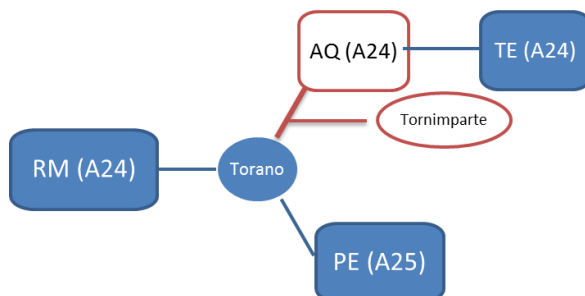 AQ (A24)
TE (A24)
Tornimparte
RM (A24)
Torano
PE (A25)